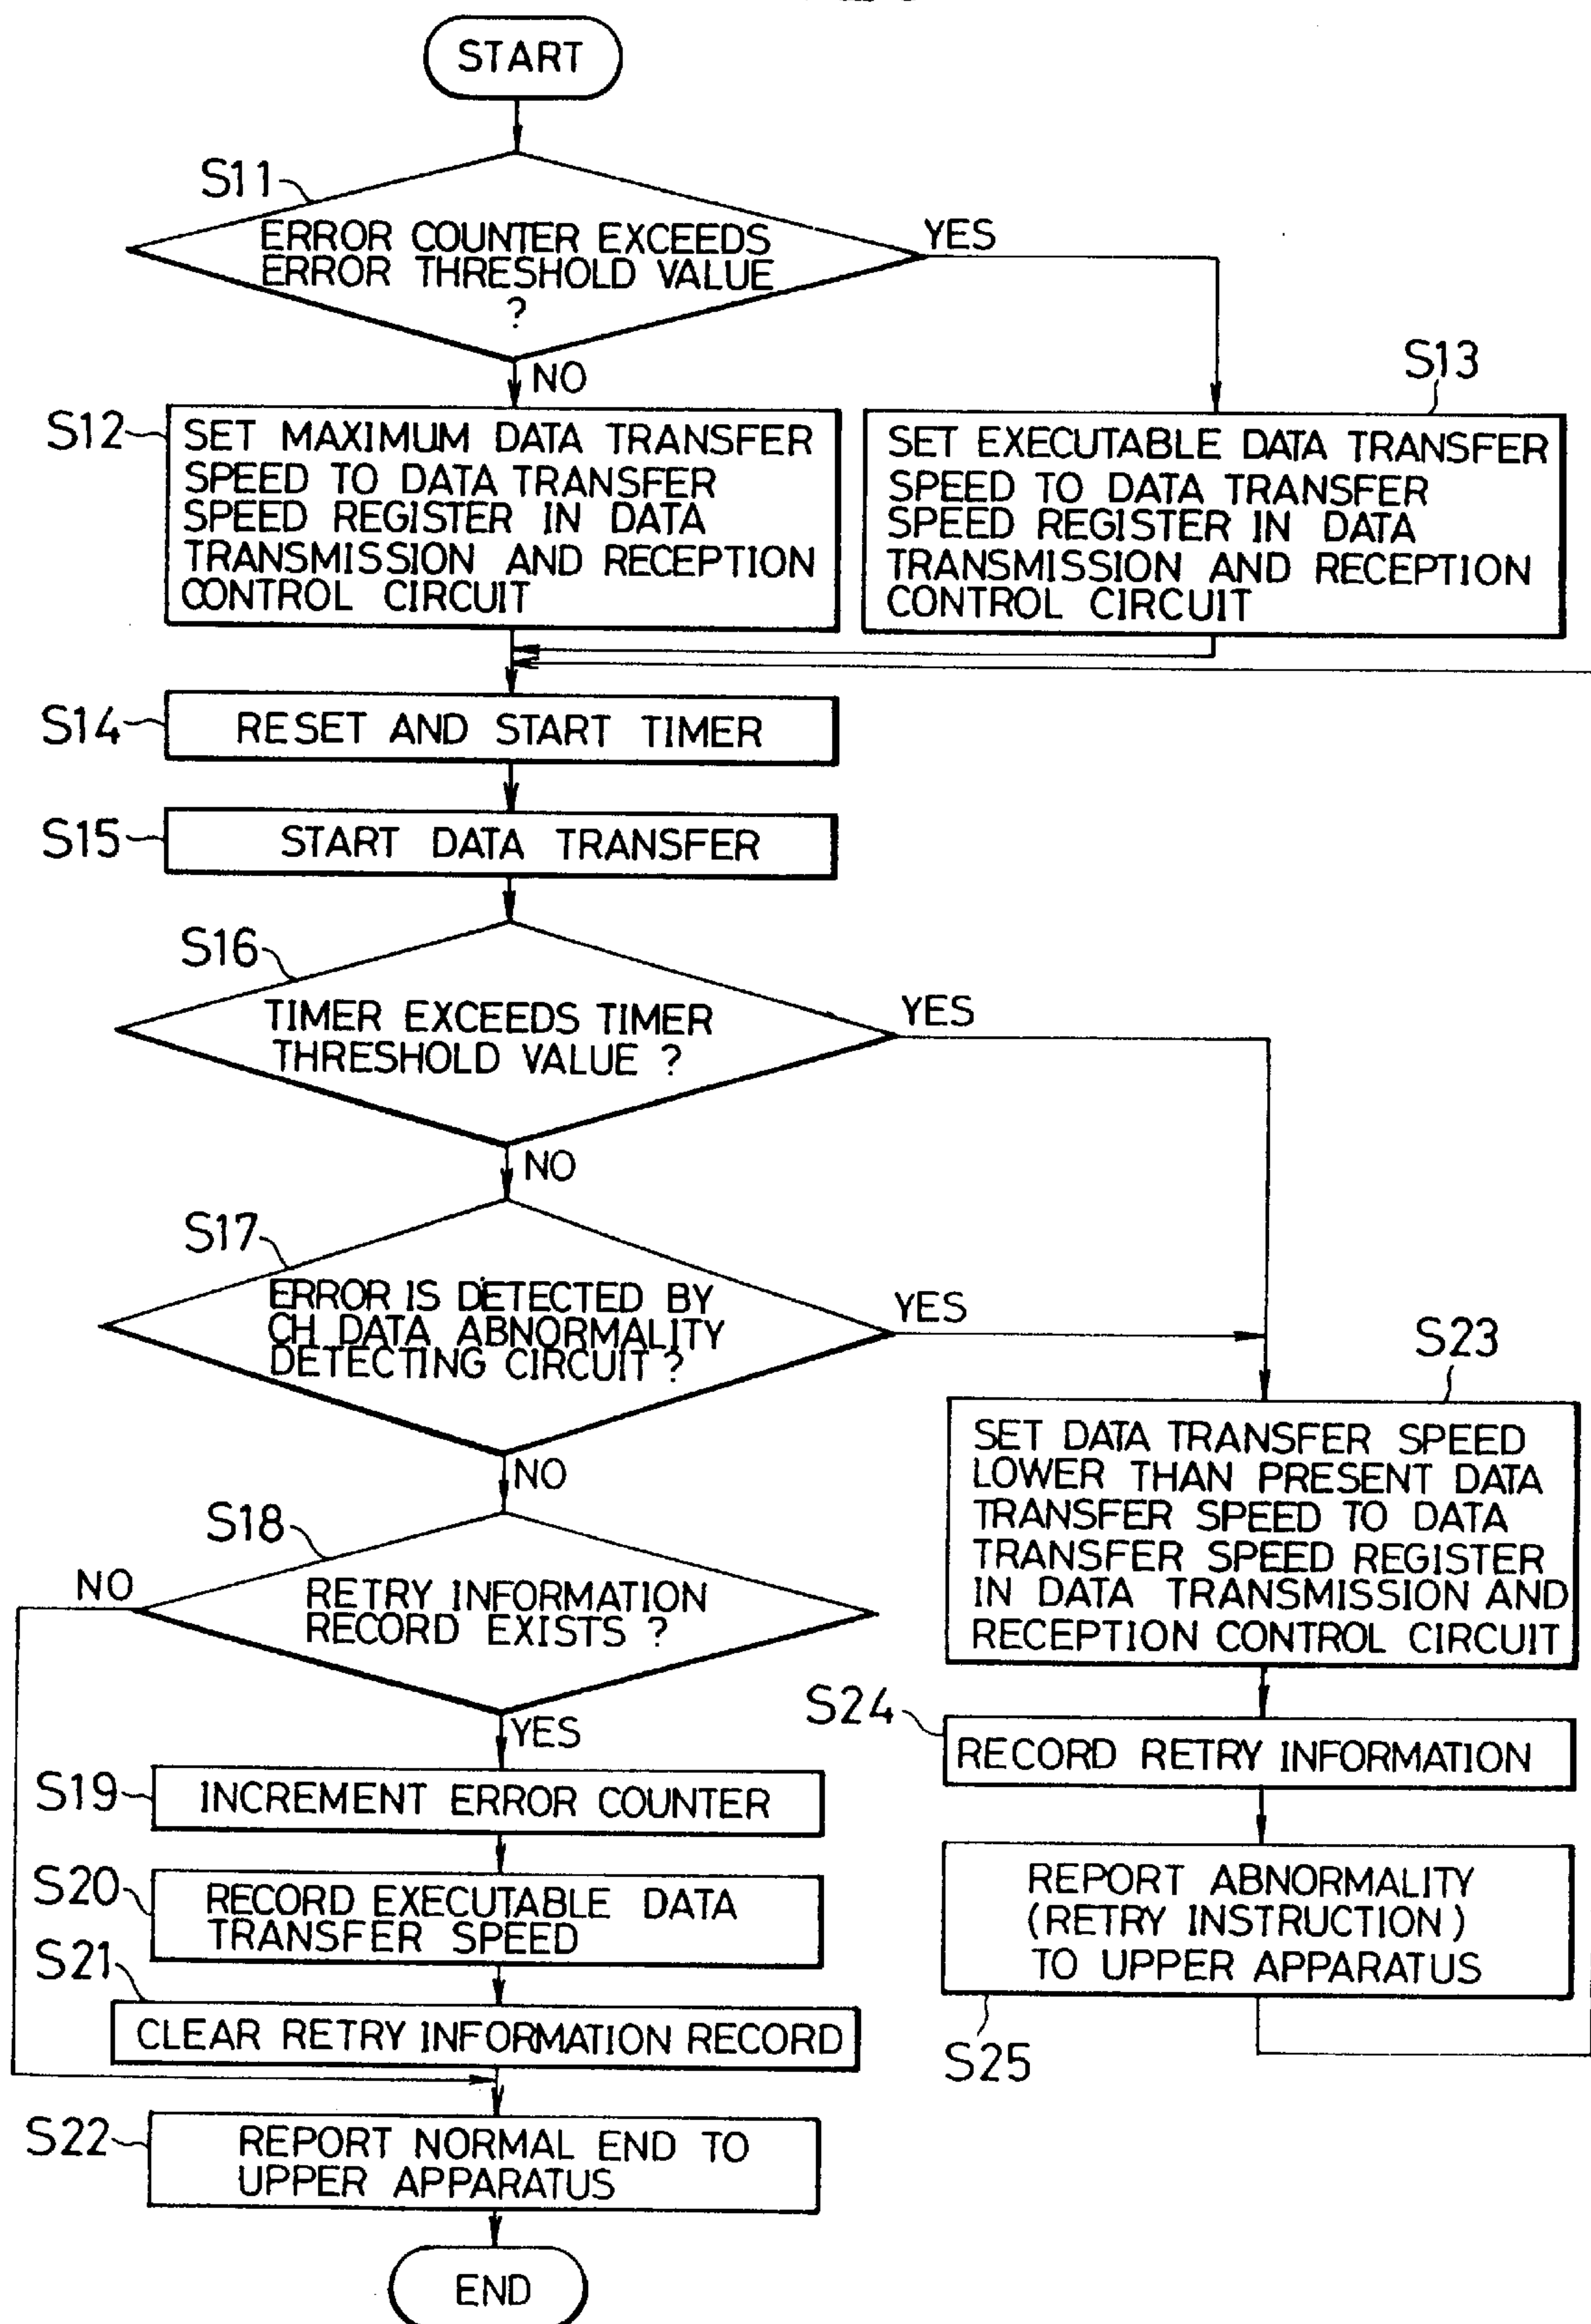 START
S11
ERROR COUNTER EXCEEDS
ERROR THRESHOLD VALUE
?
YES
NO
S12
SET MAXIMUM DATA TRANSFER
SPEED TO DATA TRANSFER
SPEED REGISTER IN DATA
TRANSMISSION AND RECEPTION
CONTROL CIRCUIT
S13
SET EXECUTABLE DATA TRANSFER
SPEED TO DATA TRANSFER
SPEED REGISTER IN DATA
TRANSMISSION AND RECEPTION
CONTROL CIRCUIT
S14
RESET AND START TIMER
S15
START DATA TRANSFER
S16
TIMER EXCEEDS TIMER
THRESHOLD VALUE ?
YES
NO
S17
ERROR IS DETECTED BY
CH DATA ABNORMALITY
DETECTING CIRCUIT ?
YES
NO
S18
RETRY INFORMATION
RECORD EXISTS ?
NO
YES
S19
INCREMENT ERROR COUNTER
S20
RECORD EXECUTABLE DATA
TRANSFER SPEED
S21
CLEAR RETRY INFORMATION RECORD
S22
REPORT NORMAL END TO
UPPER APPARATUS
END
S23
SET DATA TRANSFER SPEED
LOWER THAN PRESENT DATA
TRANSFER SPEED TO DATA
TRANSFER SPEED REGISTER
IN DATA TRANSMISSION AND
RECEPTION CONTROL CIRCUIT
S24
RECORD RETRY INFORMATION
REPORT ABNORMALITY
(RETRY INSTRUCTION)
TO UPPER APPARATUS
S25